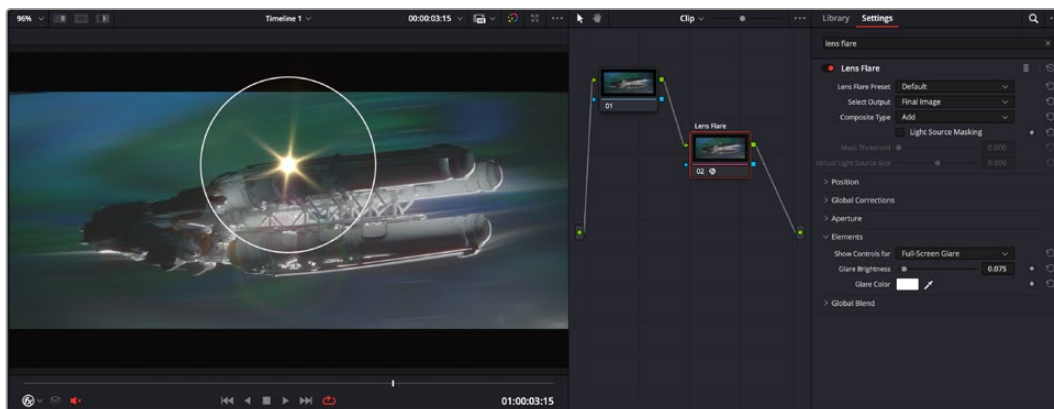 96%
Timeline 1
00:00:03:15
Clip
Library
Settings
lens flare
Lens Flare
Lens Flare Preset
Default
Select Output
Final Image
Composite Type
Add
Light Source Masking
Mask Threshold
0.000
Virtual Light Source Size
0.500
Position
Global Corrections
Aperture
Elements
Show Controls for
Full-Screen Glare
Glare Brightness
0.075
Glare Color
Global Blend
01
Lens Flare
02
fx
01:00:03:15